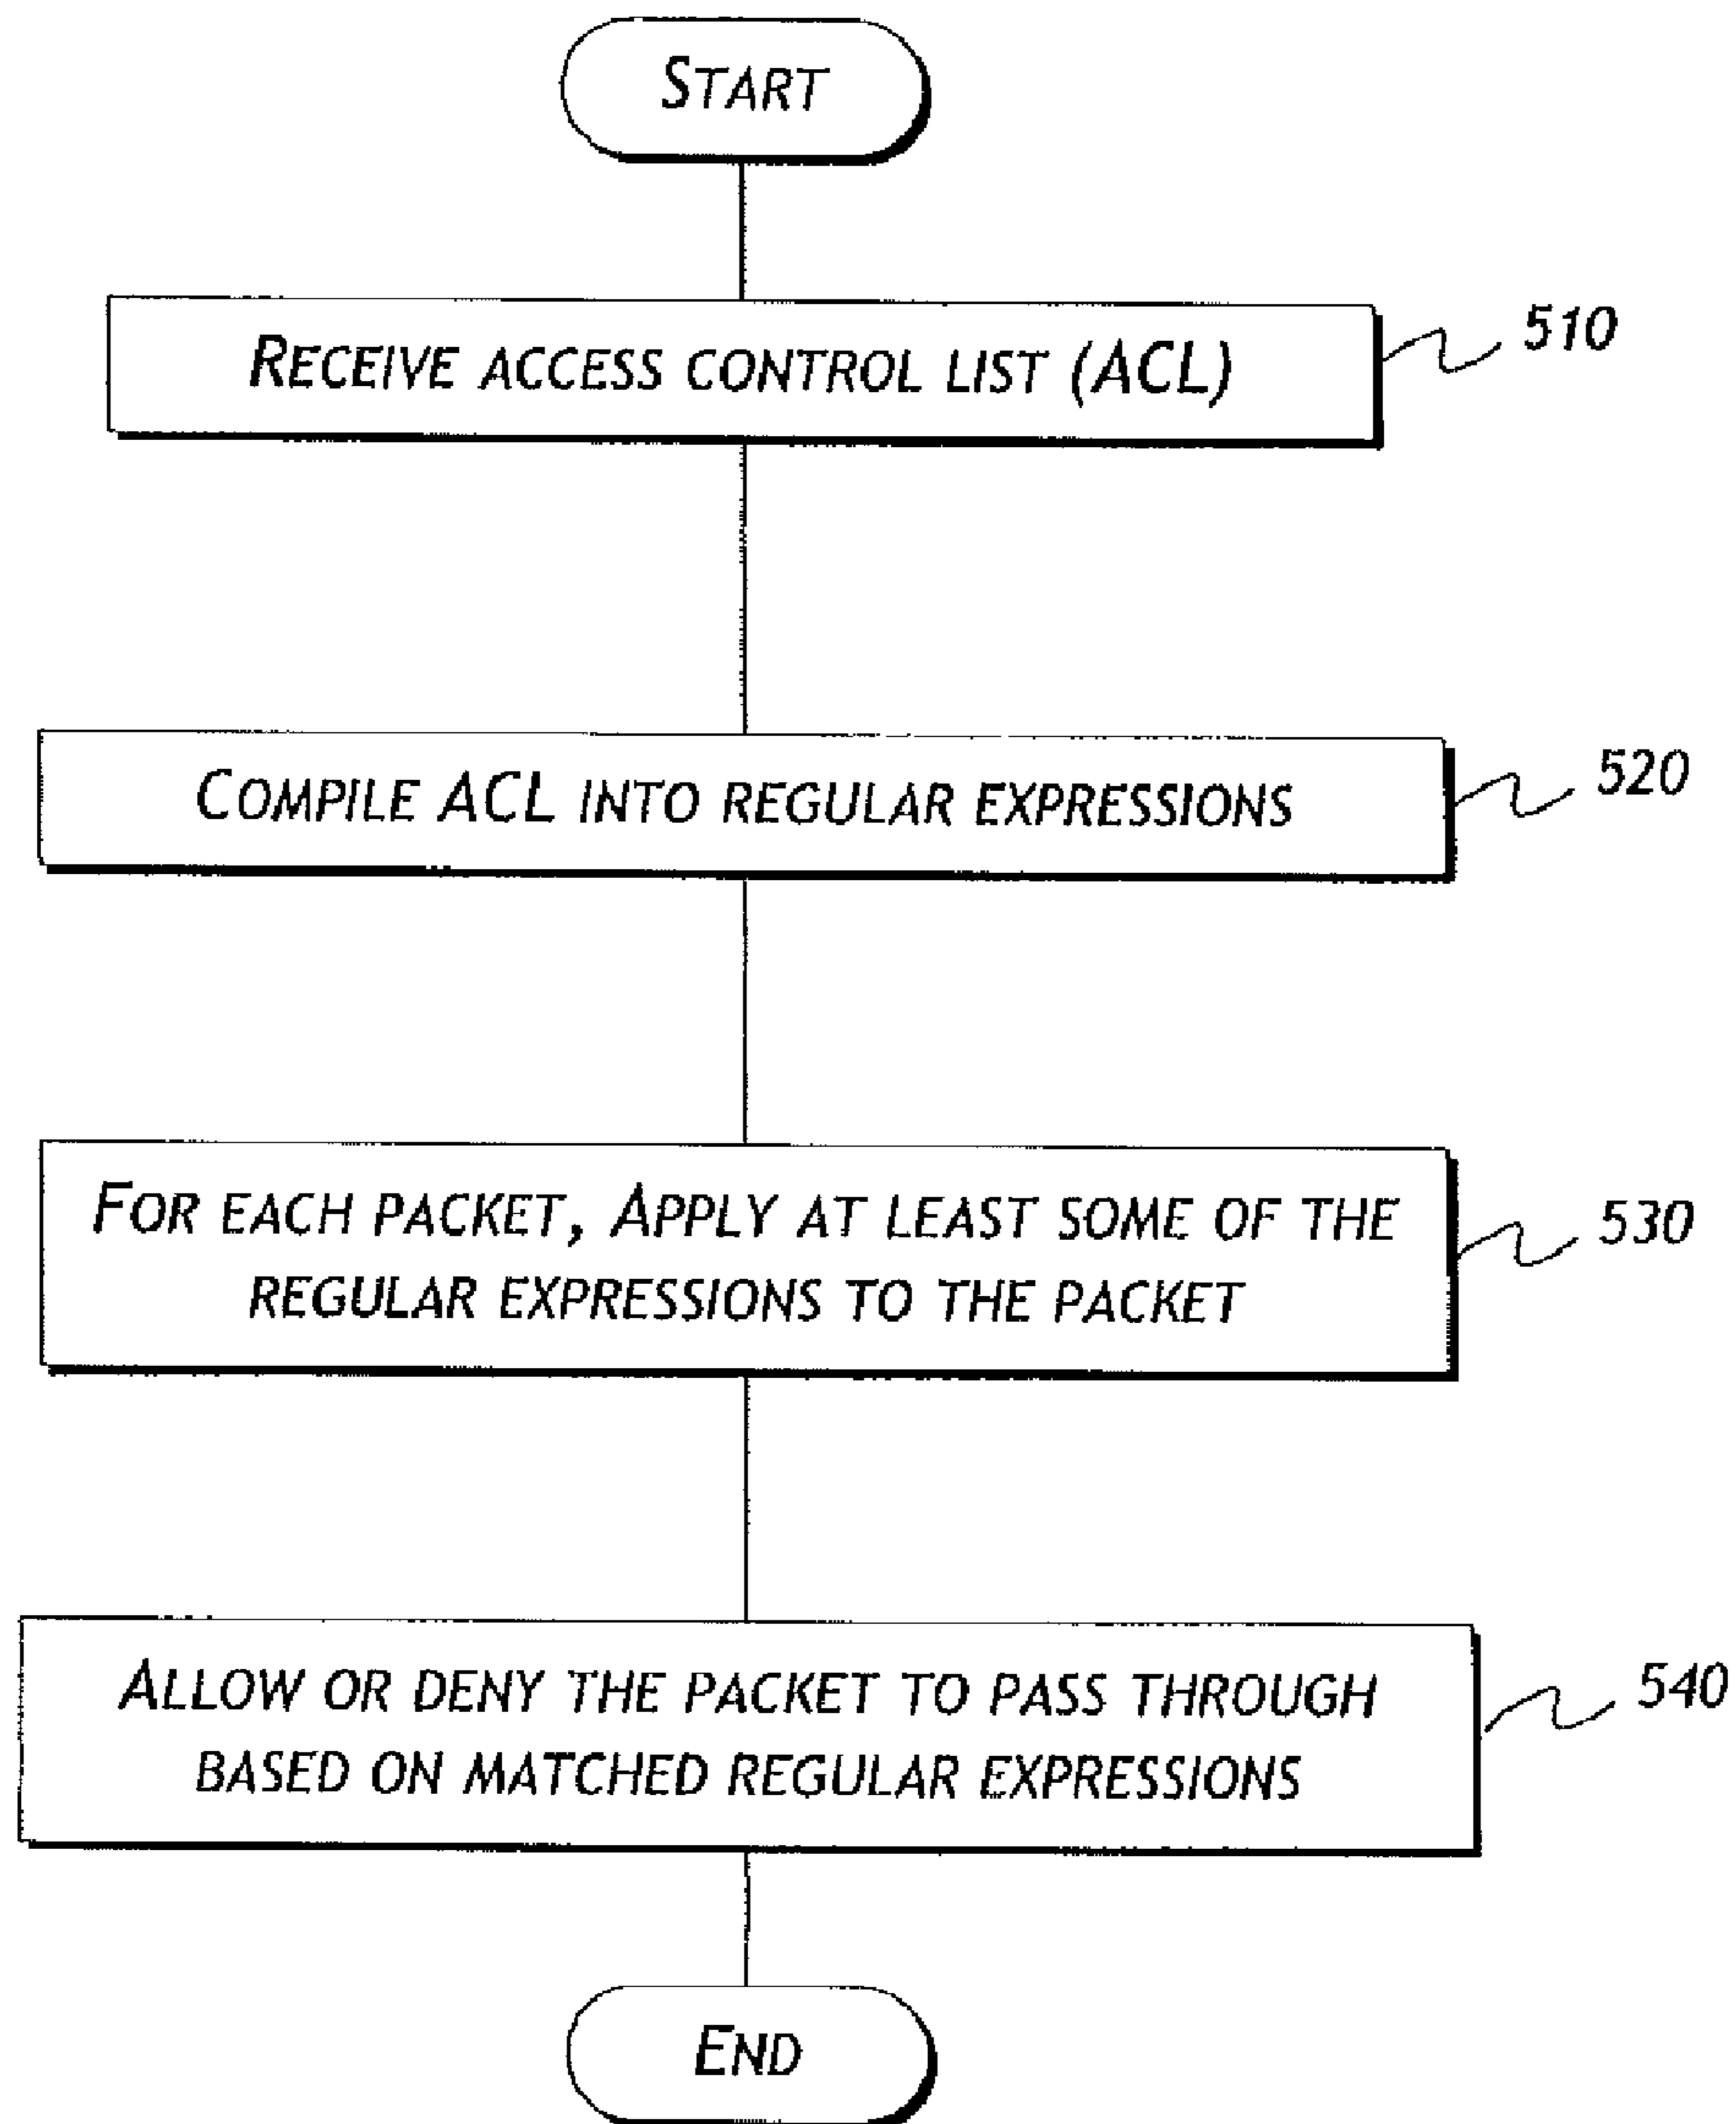 START
RECEIVE ACCESS CONTROL LIST (ACL)
510
COMPILE ACL INTO REGULAR EXPRESSIONS
520
FOR EACH PACKET, APPLY AT LEAST SOME OF THE
REGULAR EXPRESSIONS TO THE PACKET
530
ALLOW OR DENY THE PACKET TO PASS THROUGH
BASED ON MATCHED REGULAR EXPRESSIONS
540
END